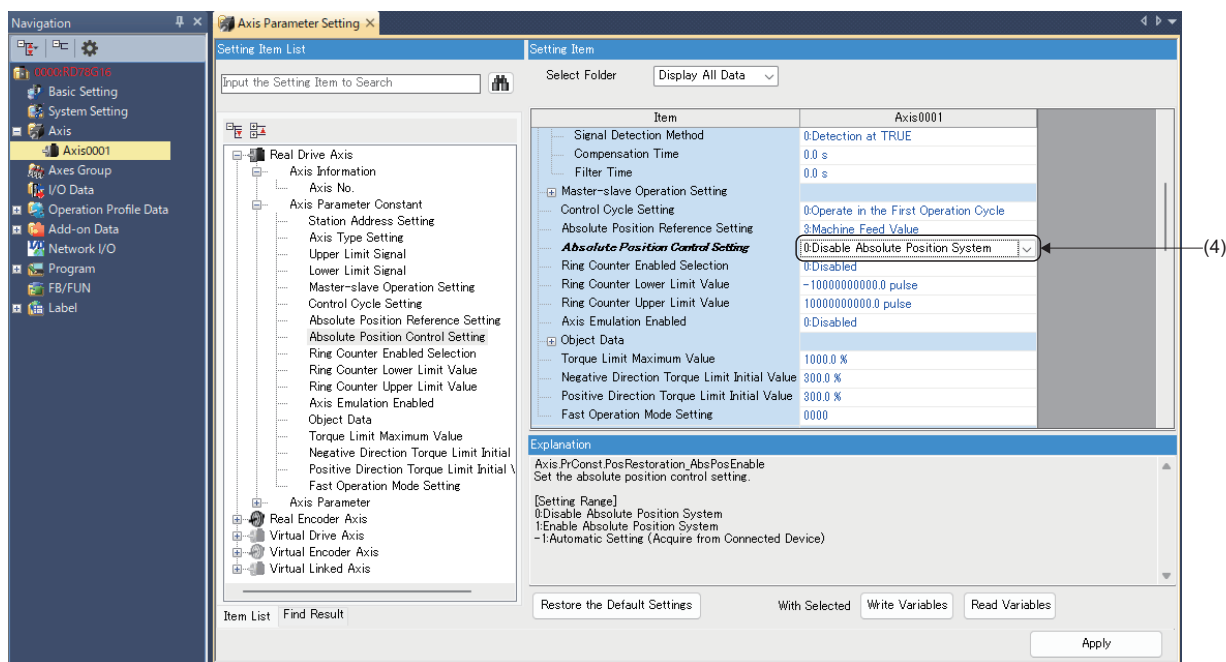 Navigation
0000:RD78G16
Basic Setting
System Setting
Axis
Axis0001
Axes Group
I/O Data
Operation Profile Data
Add-on Data
Network I/O
Program
FB/FUN
Label
Axis Parameter Setting
Setting Item List
Input the Setting Item to Search
Real Drive Axis
Axis Information
Axis No.
Axis Parameter Constant
Station Address Setting
Axis Type Setting
Upper Limit Signal
Lower Limit Signal
Master-slave Operation Setting
Control Cycle Setting
Absolute Position Reference Setting
Absolute Position Control Setting
Ring Counter Enabled Selection
Ring Counter Lower Limit Value
Ring Counter Upper Limit Value
Axis Emulation Enabled
Object Data
Torque Limit Maximum Value
Negative Direction Torque Limit Initial
Positive Direction Torque Limit Initial V
Fast Operation Mode Setting
Axis Parameter
Real Encoder Axis
Virtual Drive Axis
Virtual Encoder Axis
Virtual Linked Axis
Item List Find Result
Setting Item
Select Folder Display All Data
Item Axis0001
Signal Detection Method 0:Detection at TRUE
Compensation Time 0.0 s
Filter Time 0.0 s
Master-slave Operation Setting
Control Cycle Setting 0:Operate in the First Operation Cycle
Absolute Position Reference Setting 3:Machine Feed Value
Absolute Position Control Setting 0:Disable Absolute Position System (4)
Ring Counter Enabled Selection 0:Disabled
Ring Counter Lower Limit Value -10000000000.0 pulse
Ring Counter Upper Limit Value 10000000000.0 pulse
Axis Emulation Enabled 0:Disabled
Object Data
Torque Limit Maximum Value 1000.0 %
Negative Direction Torque Limit Initial Value 300.0 %
Positive Direction Torque Limit Initial Value 300.0 %
Fast Operation Mode Setting 0000
Explanation
Axis.PrConst.PosRestoration_AbsPosEnable
Set the absolute position control setting.
[Setting Range]
0:Disable Absolute Position System
1:Enable Absolute Position System
-1:Automatic Setting (Acquire from Connected Device)
Restore the Default Settings With Selected Write Variables Read Variables
Apply